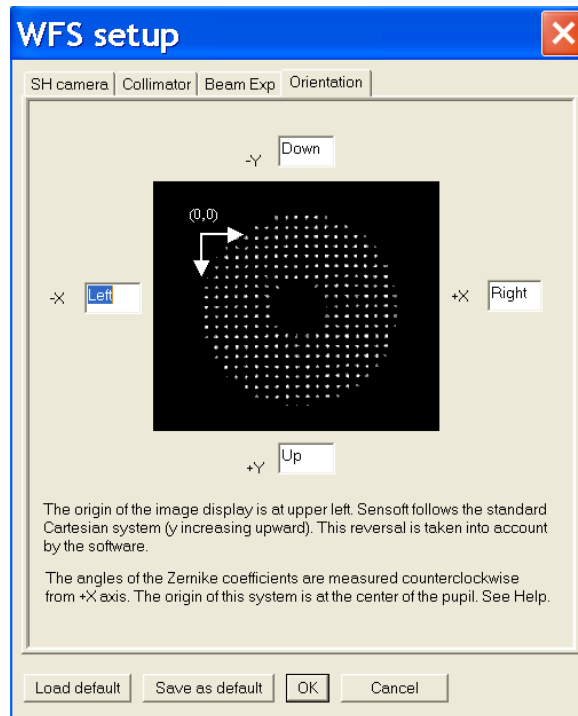 WFS setup
SH camera Collimator Beam Exp Orientation
-Y Down
(0,0)
-X Left
+X Right
+Y Up
The origin of the image display is at upper left. Sensoft follows the standard
Cartesian system (y increasing upward). This reversal is taken into account
by the software.
The angles of the Zernike coefficients are measured counterclockwise
from +X axis. The origin of this system is at the center of the pupil. See Help.
Load default Save as default OK Cancel